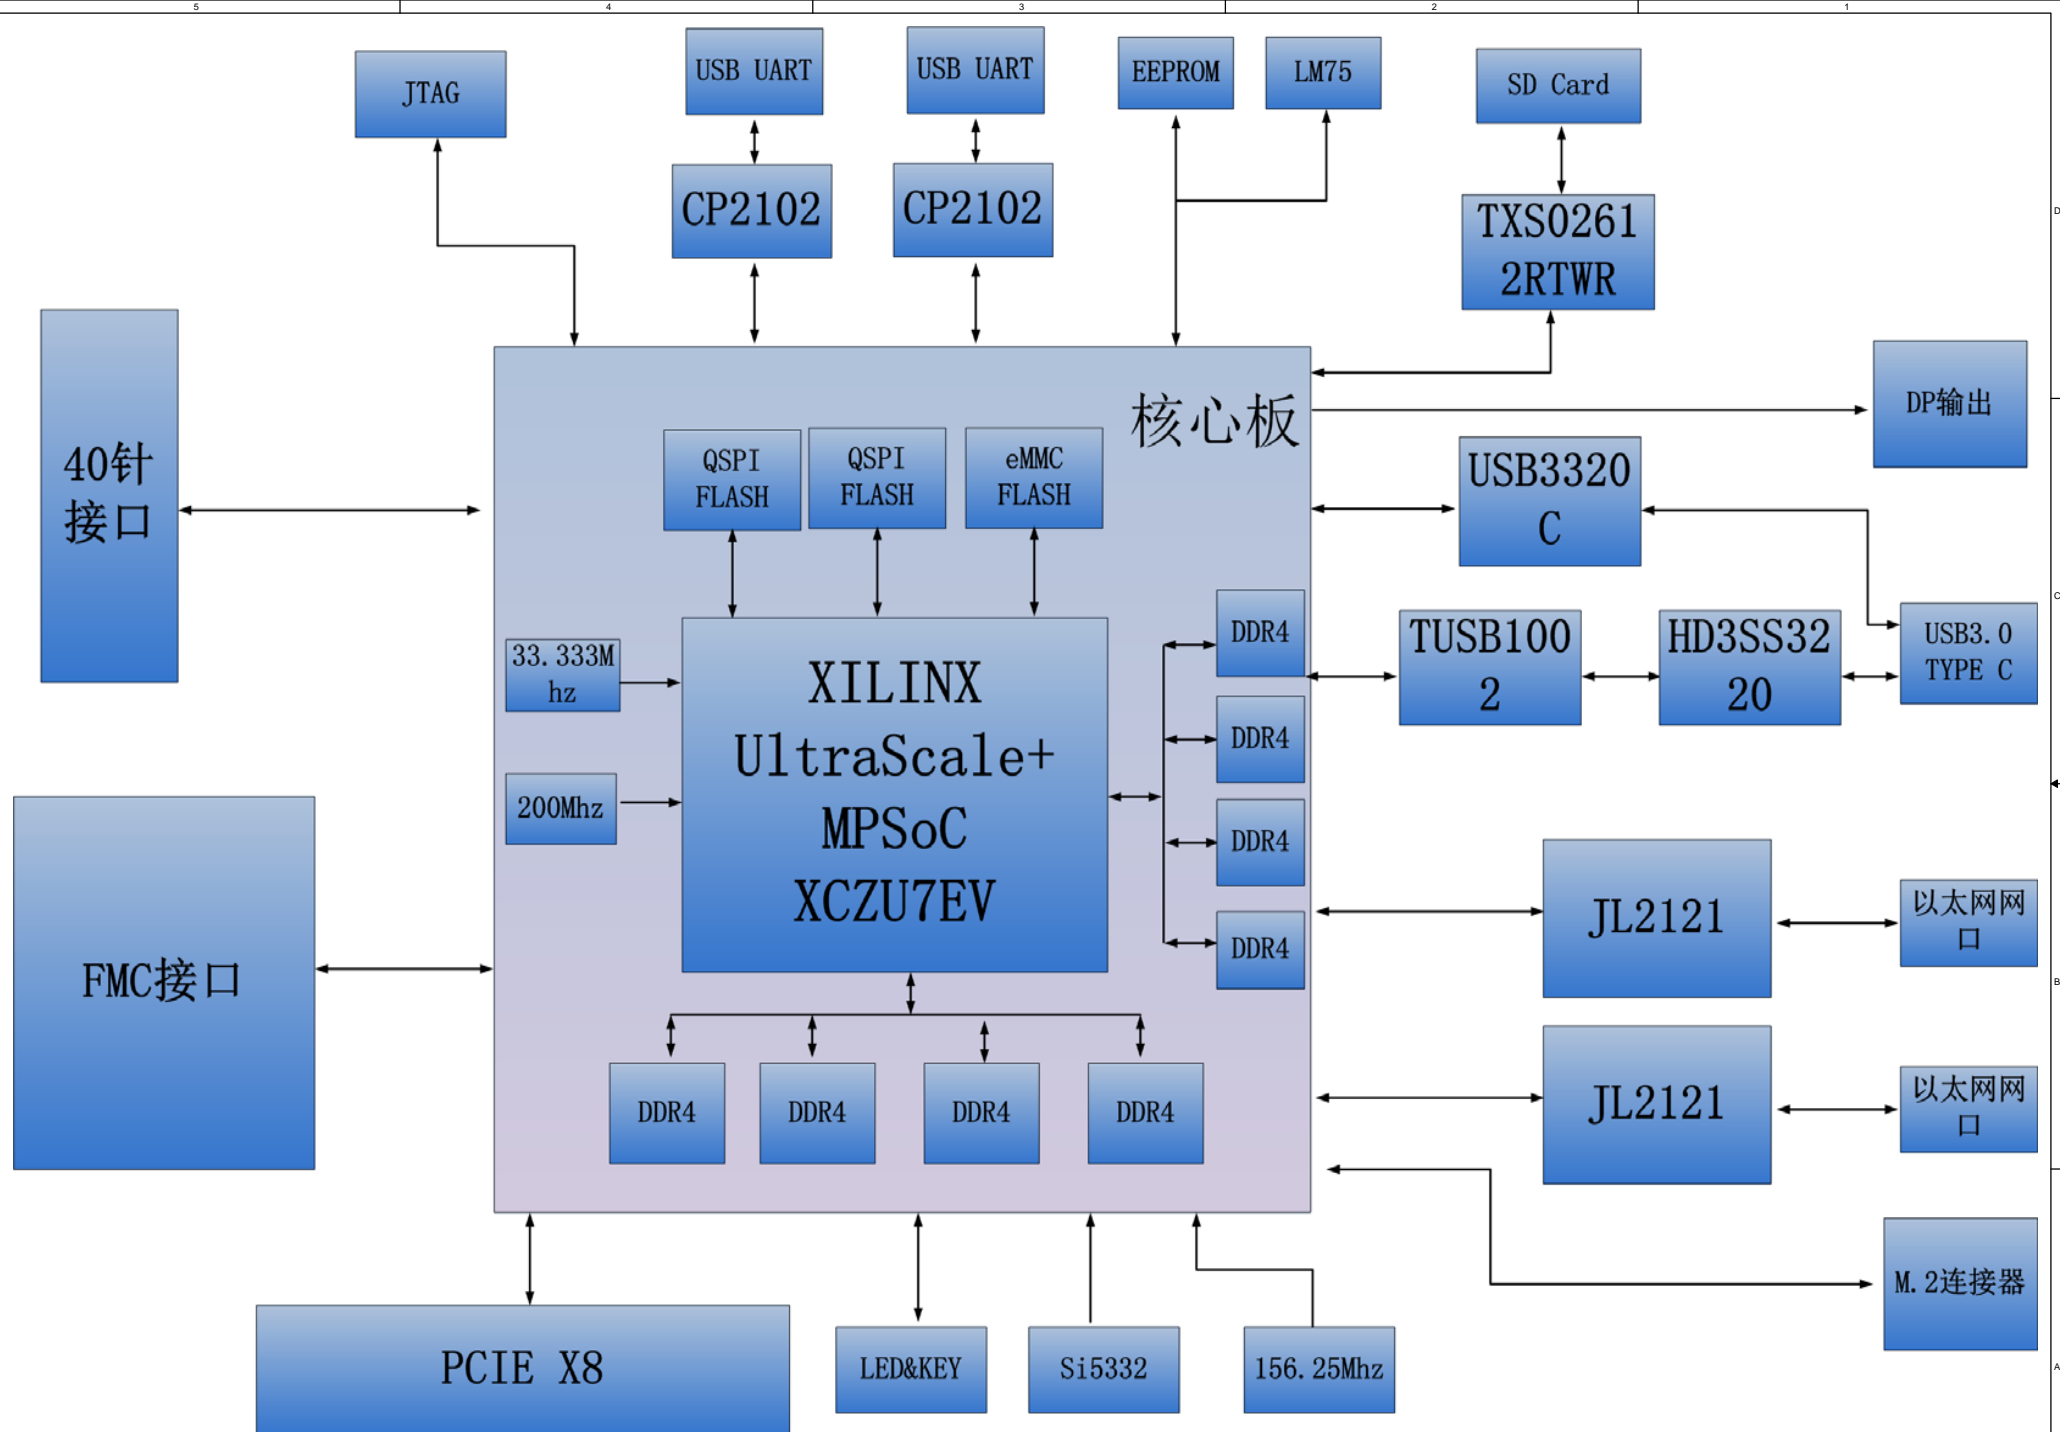 5
4
3
2
1
JTAG
USB UART
USB UART
EEPROM
LM75
SD Card
CP2102
CP2102
TXS0261
2RTWR
D
40针
接口
核心板
DP输出
QSPI
FLASH
QSPI
FLASH
eMMC
FLASH
USB3320
C
C
33.333M
hz
200Mhz
XILINX
UltraScale+
MPSoC
XCZU7EV
DDR4
DDR4
DDR4
DDR4
TUSB100
2
HD3SS32
20
USB3.0
TYPE C
FMC接口
JL2121
以太网网
口
B
JL2121
以太网网
口
DDR4
DDR4
DDR4
DDR4
M.2连接器
PCIE X8
LED&KEY
Si5332
156.25Mhz
A